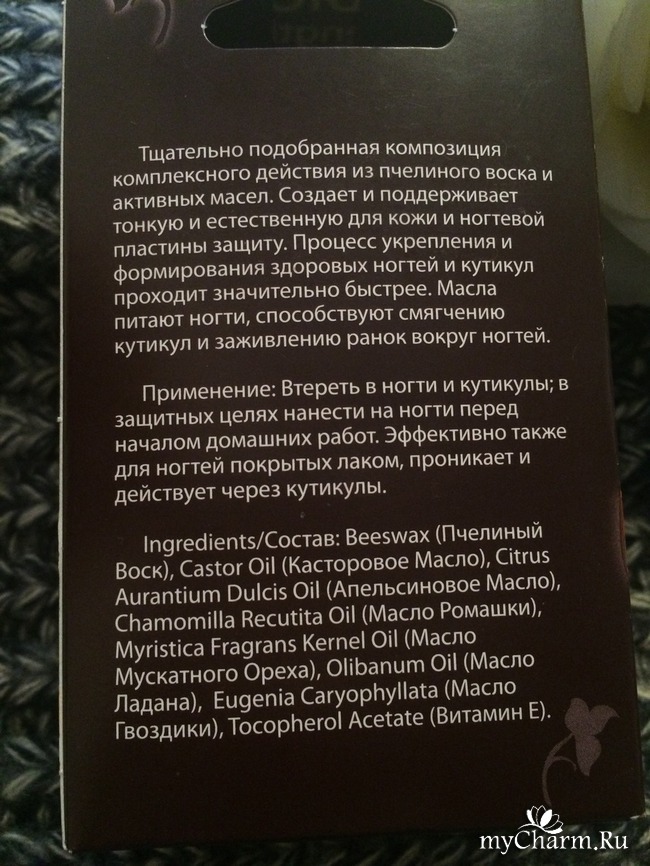 Тщательно подобранная композиция
комплексного действия из пчелиного воска и
активных масел. Создает и поддерживает
тонкую и естественную для кожи и ногтевой
пластины защиту. Процесс укрепления и
формирования здоровых ногтей и кутикул
проходит значительно быстрее. Масла
питают ногти, способствуют смягчению
кутикул и заживлению ранок вокруг ногтей.
Применение: Втереть в ногти и кутикулы; в
защитных целях нанести на ногти перед
началом домашних работ. Эффективно также
для ногтей покрытых лаком, проникает и
действует через кутикулы.
Ingredients/Состав: Beeswax (Пчелиный
Воск), Castor Oil (Касторовое Масло), Citrus
Aurantium Dulcis Oil (Апельсиновое Масло),
Chamomilla Recutita Oil (Масло Ромашки),
Myristica Fragrans Kernel Oil (Масло
Мускатного Ореха), Olibanum Oil (Масло
Ладана), Eugenia Caryophyllata (Масло
Гвоздики), Tocopherol Acetate (Витамин Е).
myCharm.Ru